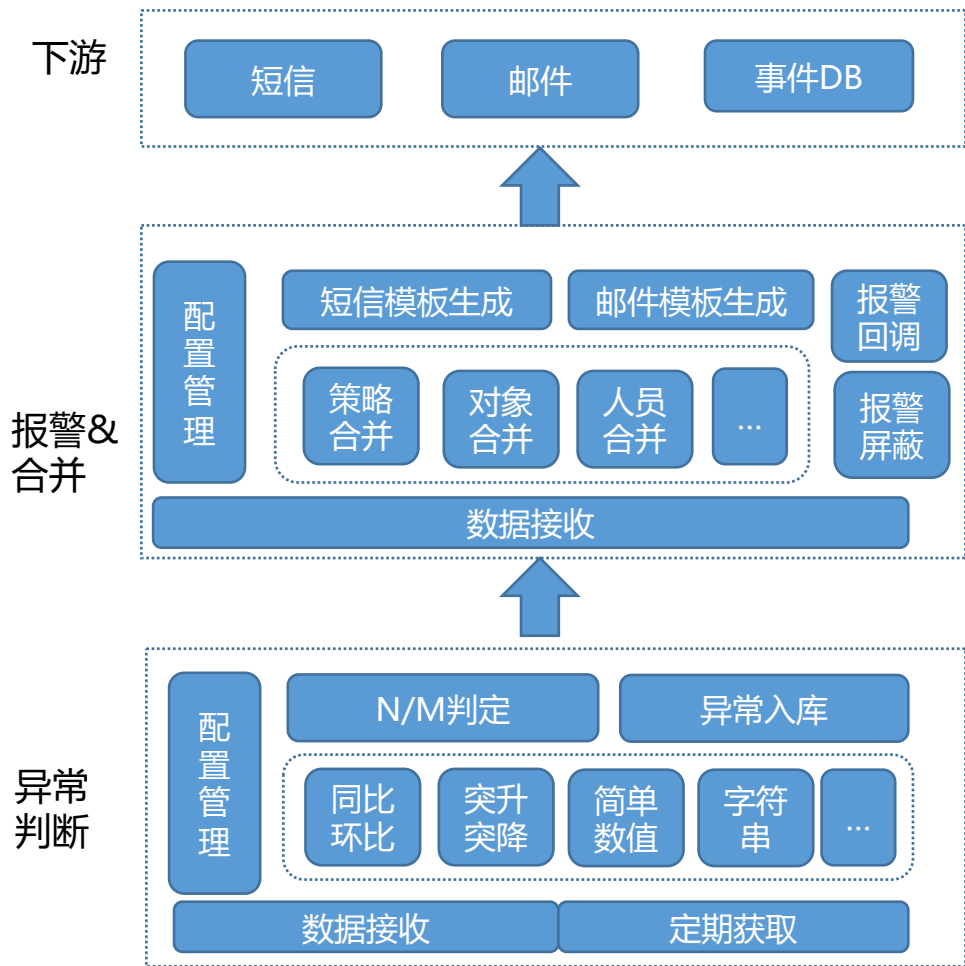 下游
短信
邮件
事件DB
报警&
合并
配
置
管
理
短信模板生成
邮件模板生成
报警
回调
策略
合并
对象
合并
人员
合并
...
报警
屏蔽
数据接收
异常
判断
配
置
管
理
N/M判定
异常入库
同比
环比
突升
突降
简单
数值
字符
串
...
数据接收
定期获取